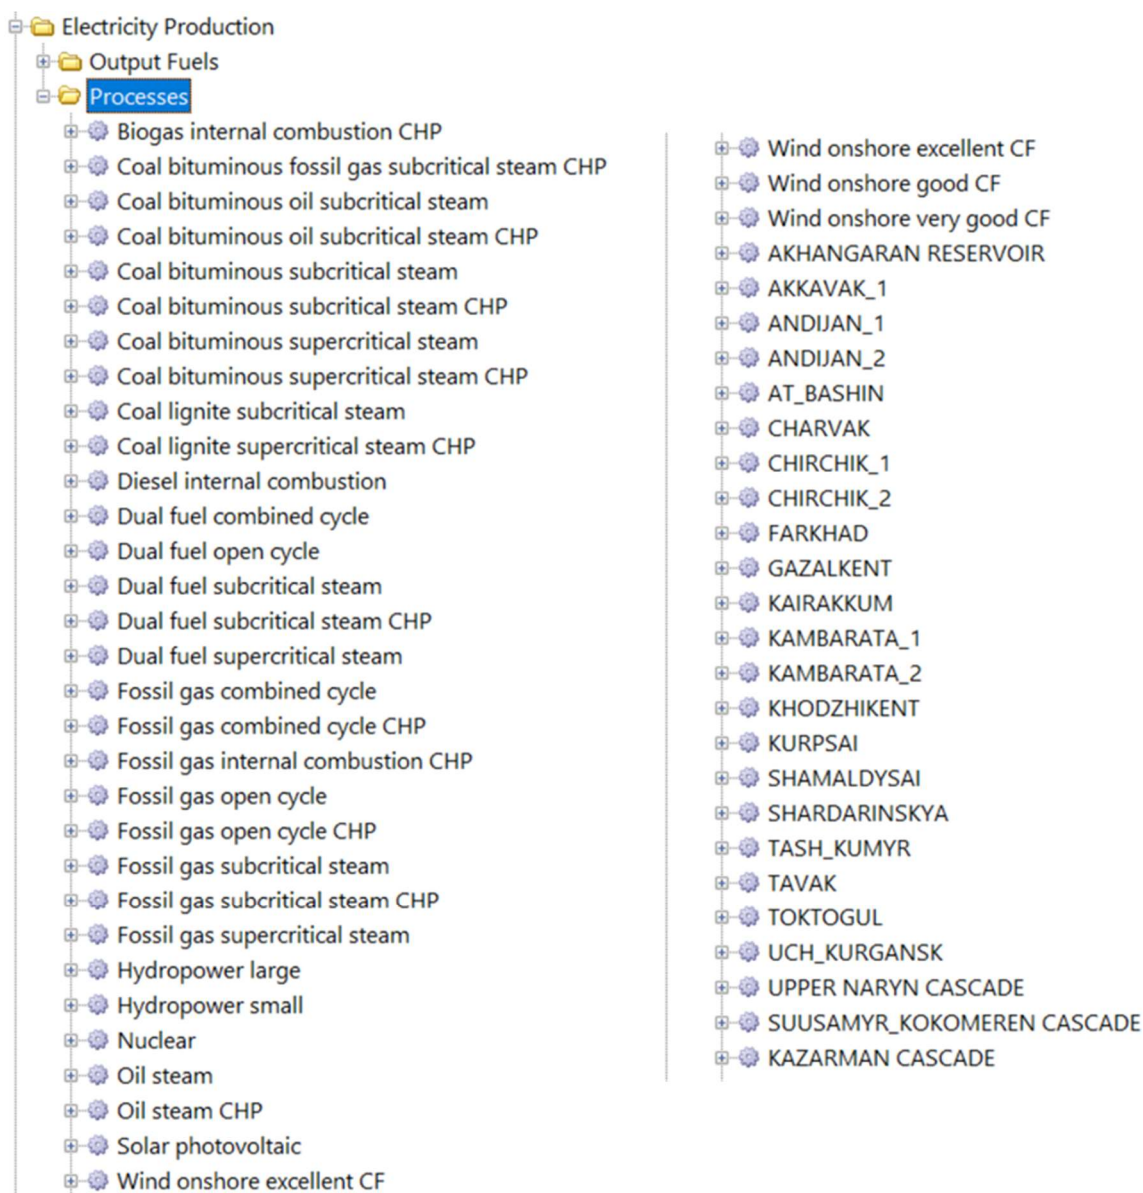 Electricity Production
Output Fuels
Processes
Biogas internal combustion CHP
Coal bituminous fossil gas subcritical steam CHP
Coal bituminous oil subcritical steam
Coal bituminous oil subcritical steam CHP
Coal bituminous subcritical steam
Coal bituminous subcritical steam CHP
Coal bituminous supercritical steam
Coal bituminous supercritical steam CHP
Coal lignite subcritical steam
Coal lignite supercritical steam CHP
Diesel internal combustion
Dual fuel combined cycle
Dual fuel open cycle
Dual fuel subcritical steam
Dual fuel subcritical steam CHP
Dual fuel supercritical steam
Fossil gas combined cycle
Fossil gas combined cycle CHP
Fossil gas internal combustion CHP
Fossil gas open cycle
Fossil gas open cycle CHP
Fossil gas subcritical steam
Fossil gas subcritical steam CHP
Fossil gas supercritical steam
Hydropower large
Hydropower small
Nuclear
Oil steam
Oil steam CHP
Solar photovoltaic
Wind onshore excellent CF
Wind onshore excellent CF
Wind onshore good CF
Wind onshore very good CF
AKHANGARAN RESERVOIR
AKKAVAK_1
ANDIJAN_1
ANDIJAN_2
AT_BASHIN
CHARVAK
CHIRCHIK_1
CHIRCHIK_2
FARKHAD
GAZALKENT
KAIRAKKUM
KAMBARATA_1
KAMBARATA_2
KHODZHIKENT
KURPSAI
SHAMALDYSAI
SHARDARINSKYA
TASH_KUMYR
TAVAK
TOKTOGUL
UCH_KURGANSK
UPPER NARYN CASCADE
SUUSAMYR_KOKOMEREN CASCADE
KAZARMAN CASCADE